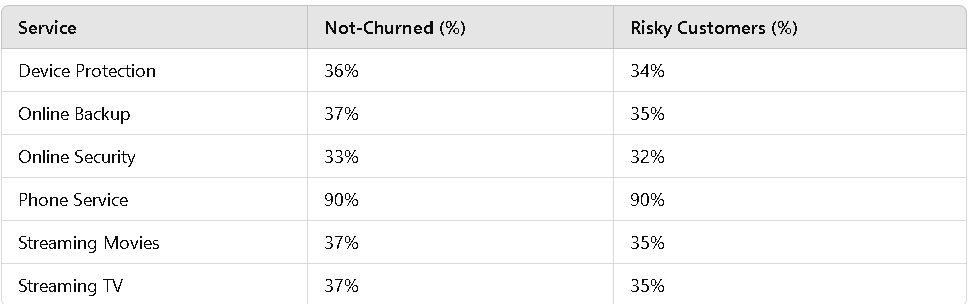 Service Not-Churned (%) Risky Customers (%)
Device Protection 36% 34%
Online Backup 37% 35%
Online Security 33% 32%
Phone Service 90% 90%
Streaming Movies 37% 35%
Streaming TV 37% 35%